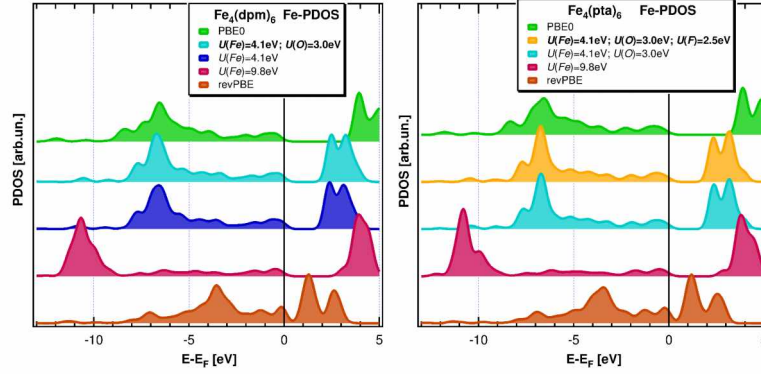 Fe4(dpm)6 Fe-PDOS
PBE0
U(Fe)=4.1eV; U(O)=3.0eV
U(Fe)=4.1eV
U(Fe)=9.8eV
revPBE
PDOS [arb.un.]
-10 -5 0 5
E-EF [eV]
Fe4(pta)6 Fe-PDOS
PBE0
U(Fe)=4.1eV; U(O)=3.0eV; U(F)=2.5eV
U(Fe)=4.1eV; U(O)=3.0eV
U(Fe)=9.8eV
revPBE
PDOS [arb.un.]
-10 -5 0 5
E-EF [eV]